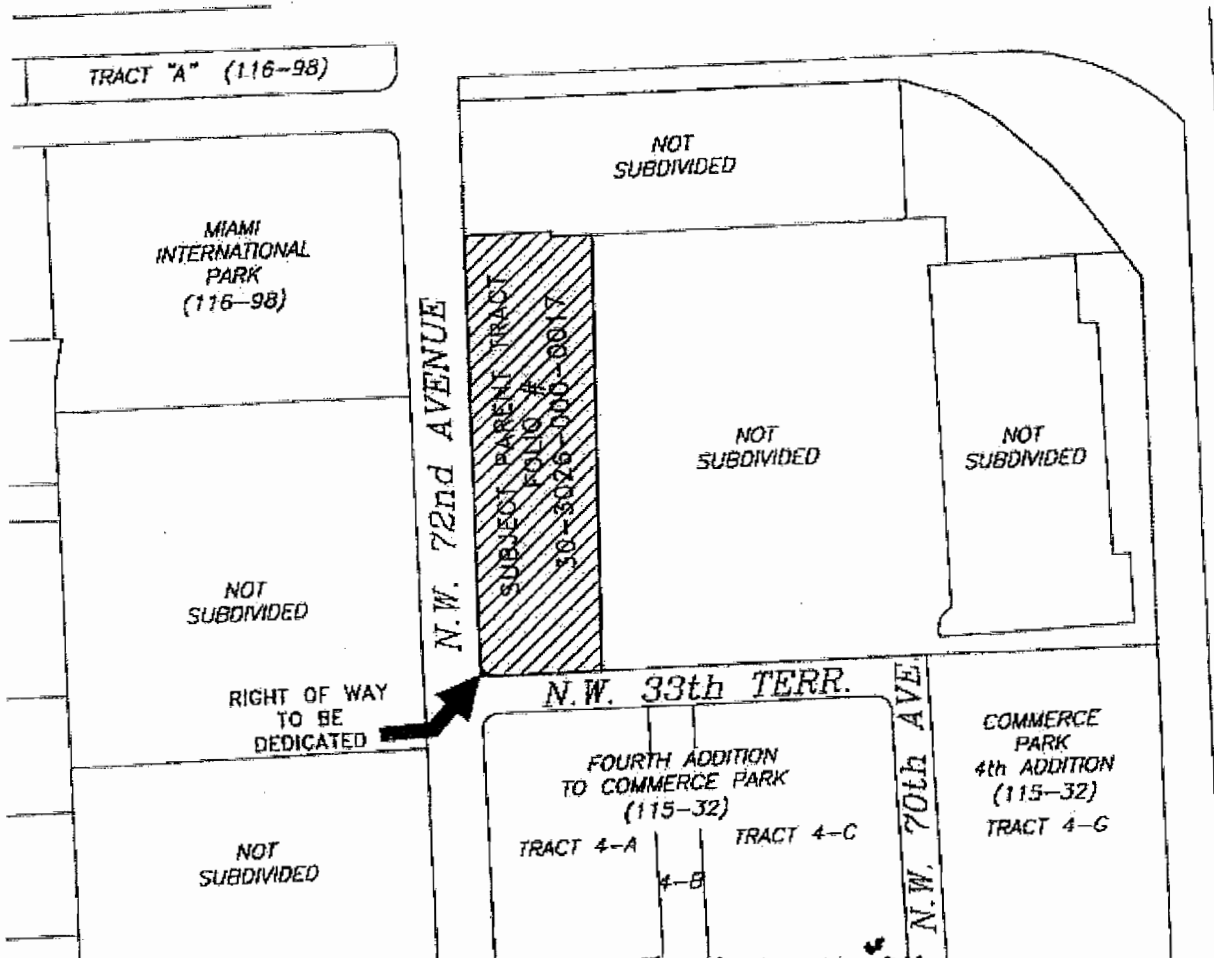 TRACT "A" (116-98)
NOT
SUBDIVIDED
MIAMI
INTERNATIONAL
PARK
(116-98)
N.W. 72nd AVENUE
SUBJECT PARENT TRACT
FOLIO #
30-3026-000-0017
NOT
SUBDIVIDED
NOT
SUBDIVIDED
NOT
SUBDIVIDED
RIGHT OF WAY
TO BE
DEDICATED
N.W. 33th TERR.
N.W. 70th AVE
FOURTH ADDITION
TO COMMERCE PARK
(115-32)
TRACT 4-A
4-B
TRACT 4-C
COMMERCE
PARK
4th ADDITION
(115-32)
TRACT 4-G
NOT
SUBDIVIDED